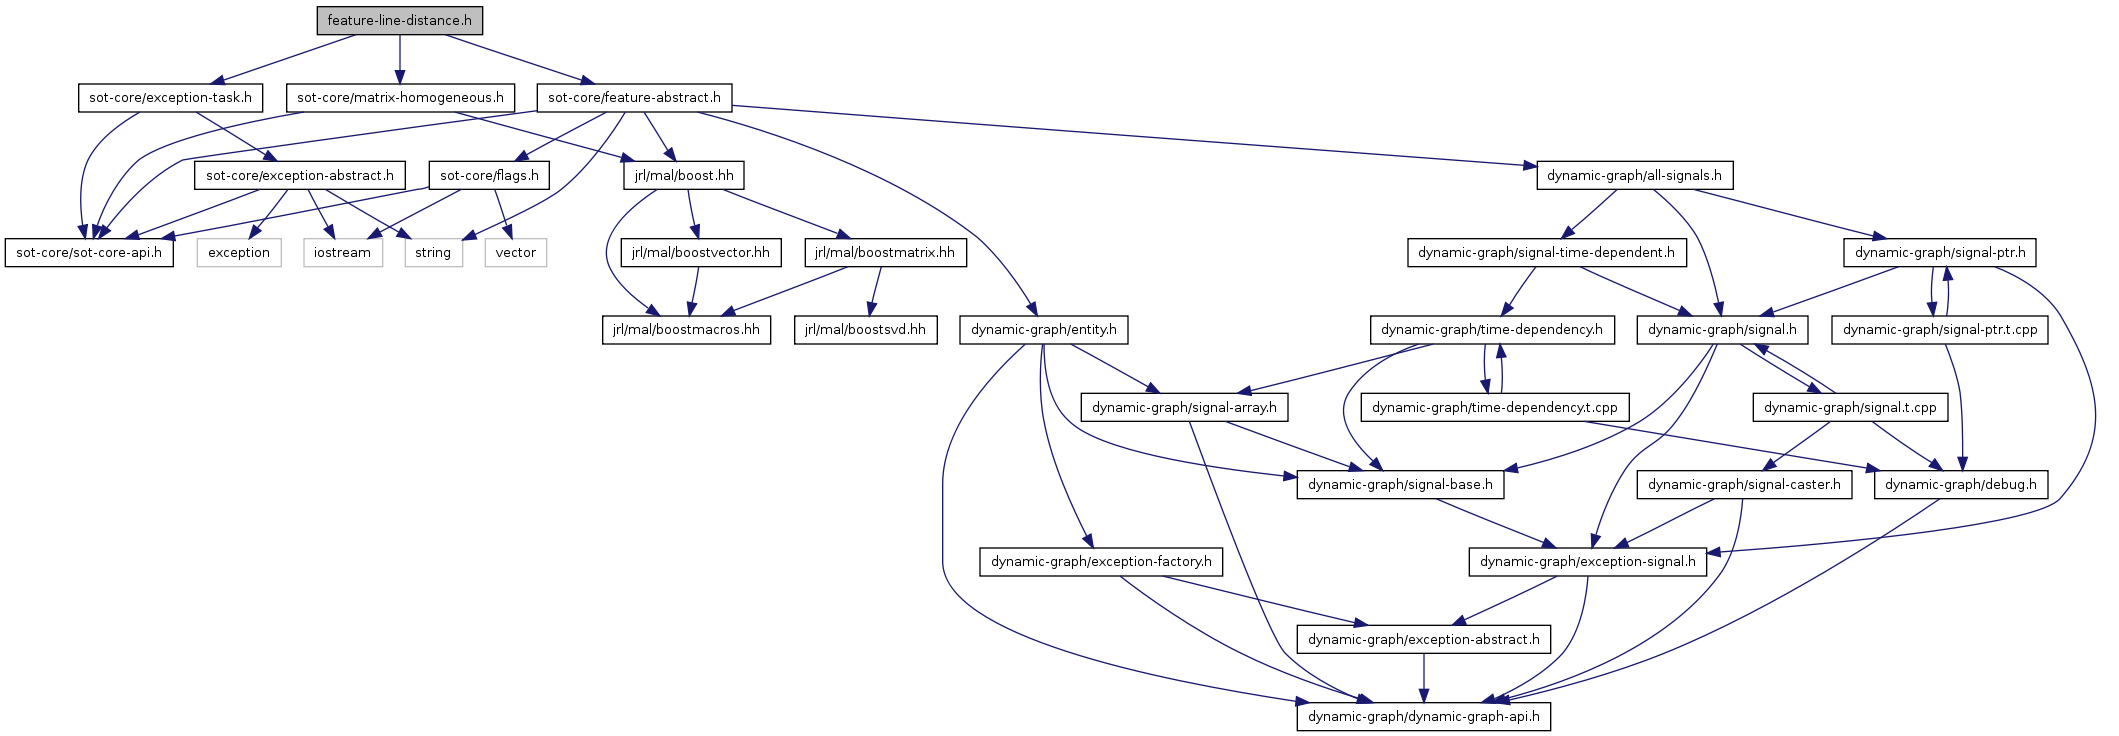 feature-line-distance.h
sot-core/exception-task.h
sot-core/matrix-homogeneous.h
sot-core/feature-abstract.h
sot-core/exception-abstract.h
sot-core/flags.h
jrl/mal/boost.hh
dynamic-graph/all-signals.h
sot-core/sot-core-api.h
exception
iostream
string
vector
jrl/mal/boostvector.hh
jrl/mal/boostmatrix.hh
dynamic-graph/signal-time-dependent.h
dynamic-graph/signal-ptr.h
jrl/mal/boostmacros.hh
jrl/mal/boostsvd.hh
dynamic-graph/entity.h
dynamic-graph/time-dependency.h
dynamic-graph/signal.h
dynamic-graph/signal-ptr.t.cpp
dynamic-graph/signal-array.h
dynamic-graph/time-dependency.t.cpp
dynamic-graph/signal.t.cpp
dynamic-graph/signal-base.h
dynamic-graph/signal-caster.h
dynamic-graph/debug.h
dynamic-graph/exception-factory.h
dynamic-graph/exception-signal.h
dynamic-graph/exception-abstract.h
dynamic-graph/dynamic-graph-api.h